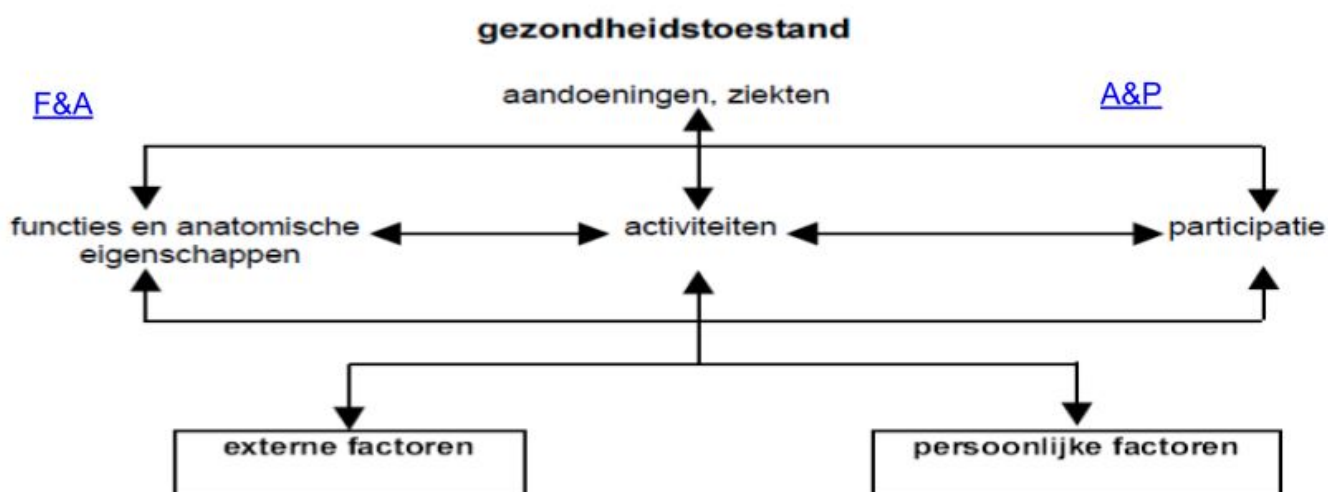 gezondheidstoestand
F&A
aandoeningen, ziekten
A&P
functies en anatomische
eigenschappen
activiteiten
participatie
externe factoren
persoonlijke factoren